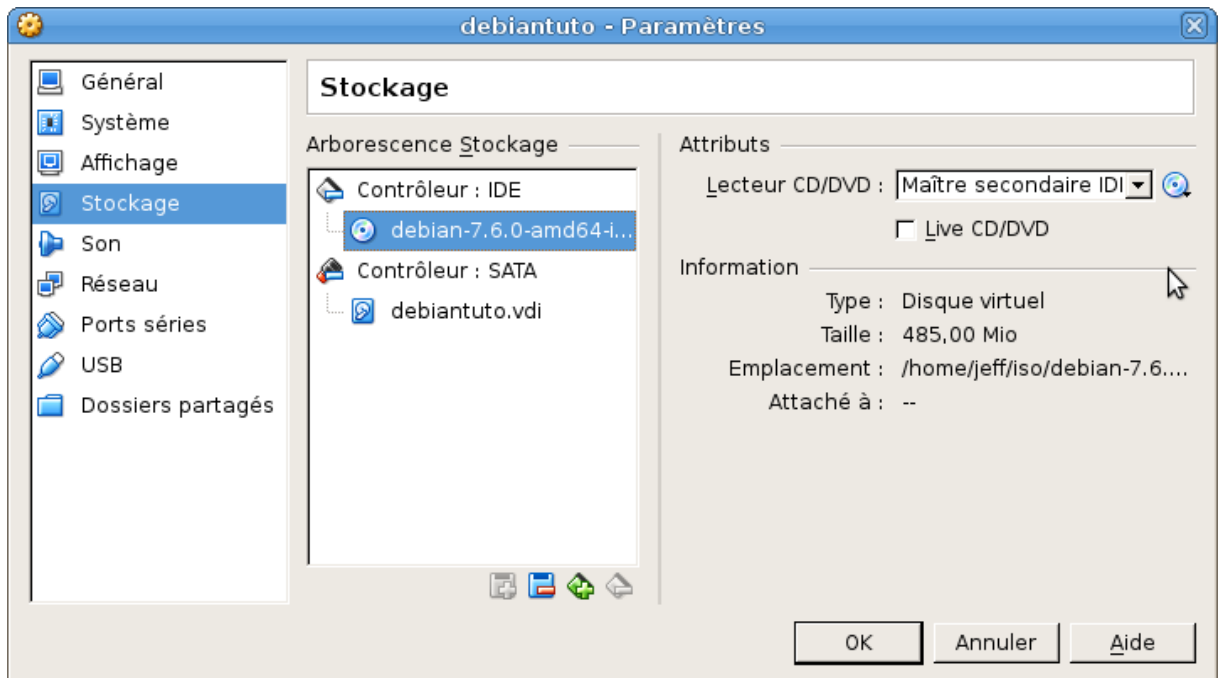 debiantuto - Paramètres
Général
Système
Affichage
Stockage
Son
Réseau
Ports séries
USB
Dossiers partagés
Stockage
Arborescence Stockage
Contrôleur : IDE
debian-7.6.0-amd64-i...
Contrôleur : SATA
debiantuto.vdi
Attributs
Lecteur CD/DVD : Maître secondaire IDI
Live CD/DVD
Information
Type : Disque virtuel
Taille : 485,00 Mio
Emplacement : /home/jeff/iso/debian-7.6....
Attaché à : --
OK Annuler Aide